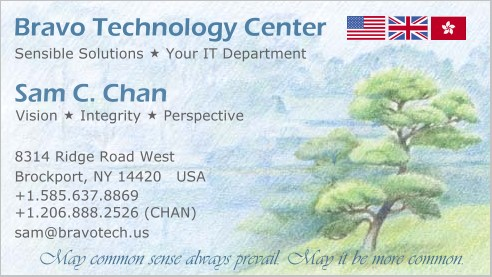 Bravo Technology Center
Sensible Solutions ★ Your IT Department
Sam C. Chan
Vision ★ Integrity ★ Perspective
8314 Ridge Road West
Brockport, NY 14420 USA
+1.585.637.8869
+1.206.888.2526 (CHAN)
sam@bravotech.us
May common sense always prevail. May it be more common.